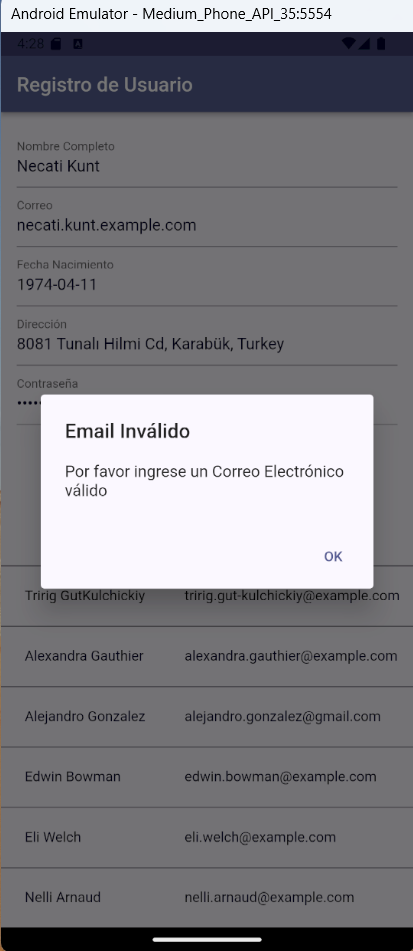 Android Emulator - Medium_Phone_API_35:5554
4:28
Registro de Usuario
Nombre Completo
Necati Kunt
Correo
necati.kunt.example.com
Fecha Nacimiento
1974-04-11
Dirección
8081 Tunalı Hilmi Cd, Karabük, Turkey
Contraseña
•••••
Email Inválido
Por favor ingrese un Correo Electrónico
válido
OK
Tririg GutKulchickiy tririg.gut-kulchickiy@example.com
Alexandra Gauthier alexandra.gauthier@example.com
Alejandro Gonzalez alejandro.gonzalez@gmail.com
Edwin Bowman edwin.bowman@example.com
Eli Welch eli.welch@example.com
Nelli Arnaud nelli.arnaud@example.com